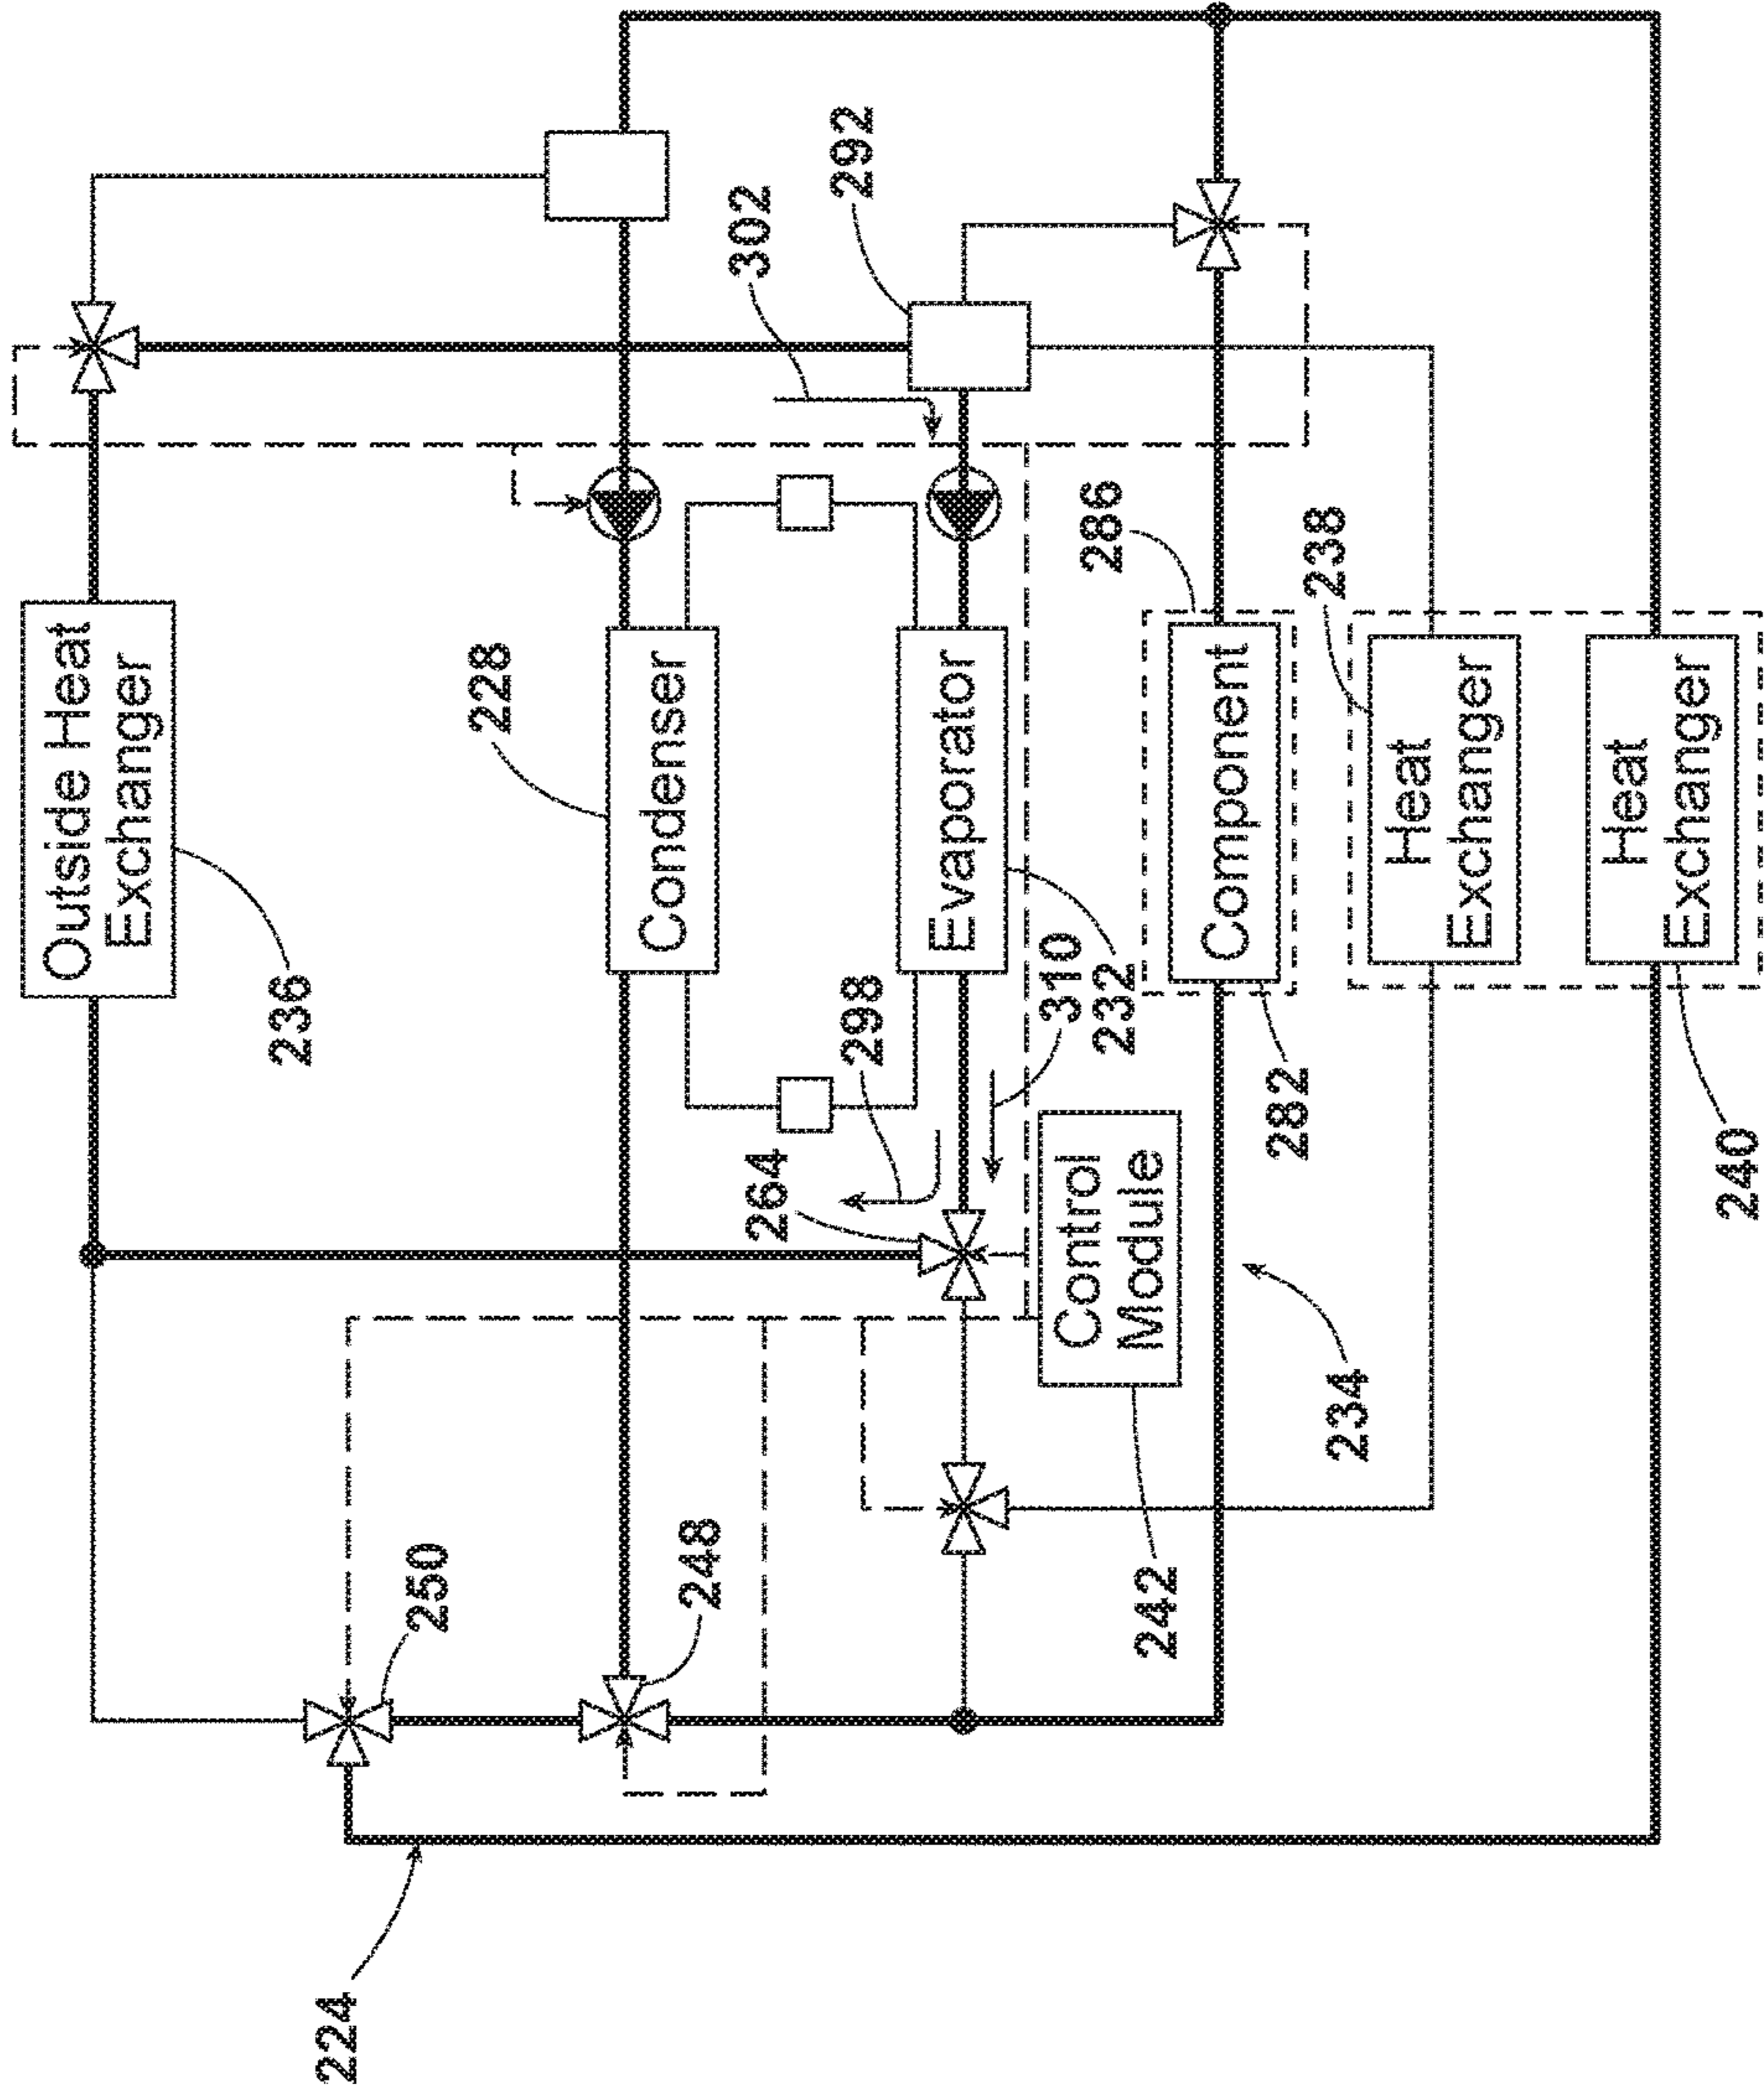 Outside Heat
Exchanger
236
224
250
228
Condenser
248
302
264
292
298
Evaporator
310
232
286
Control
Module
242
Component
282
238
234
Heat
Exchanger
Heat
Exchanger
240